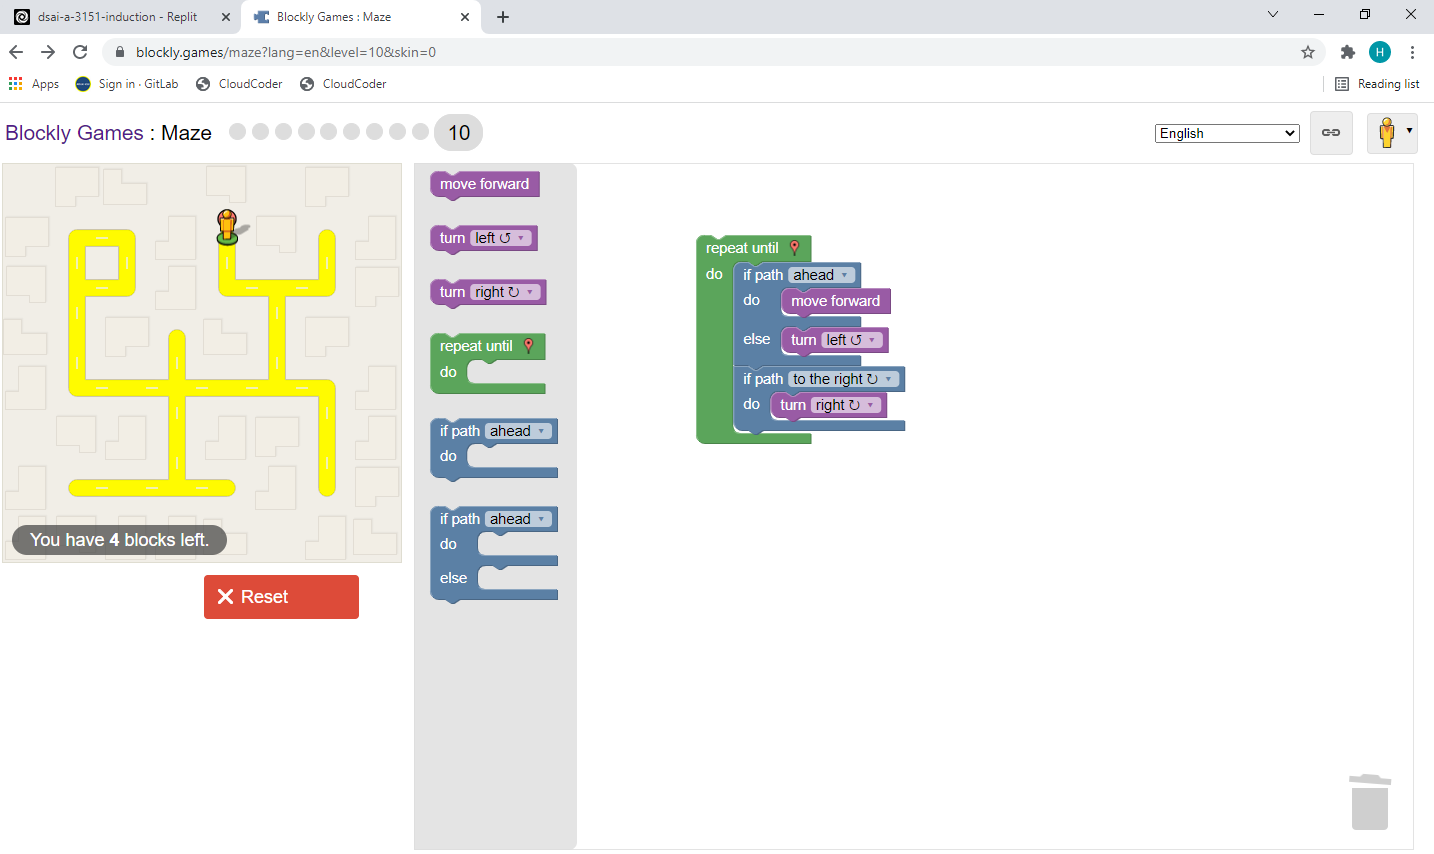 dsai-a-3151-induction - Replit
Blockly Games : Maze
blockly.games/maze?lang=en&level=10&skin=0
H
Apps
Sign in · GitLab
CloudCoder
CloudCoder
Reading list
Blockly Games : Maze
10
English
move forward
turn left ↺
turn right ↻
repeat until
do
if path ahead
do
if path ahead
do
else
repeat until
do
if path ahead
do move forward
else turn left ↺
if path to the right ↻
do turn right ↻
You have 4 blocks left.
Reset